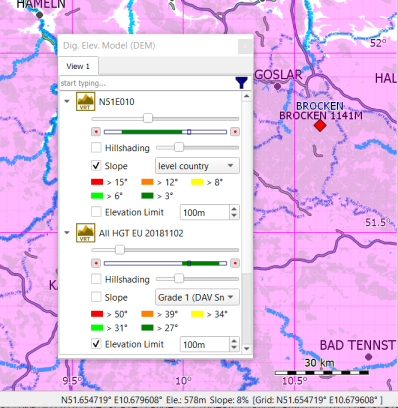 HAMELN
Dig. Elev. Model (DEM)
52°
View 1
start typing...
GOSLAR
HAL
VRT
N51E010
BROCKEN
BROCKEN 1141M
Hillshading
Slope
level country
> 15° > 12° > 8°
> 6° > 3°
Elevation Limit 100m
51.5°
VRT
All HGT EU 20181102
Hillshading
K
Slope
Grade 1 (DAV Sn
> 50° > 39° > 34°
> 31° > 27°
Elevation Limit 100m
BAD TENNST
30 km
9.5° 10° 10.5°
N51.654719° E10.679608° Ele.: 578m Slope: 8% [Grid: N51.654719° E10.679608° ]